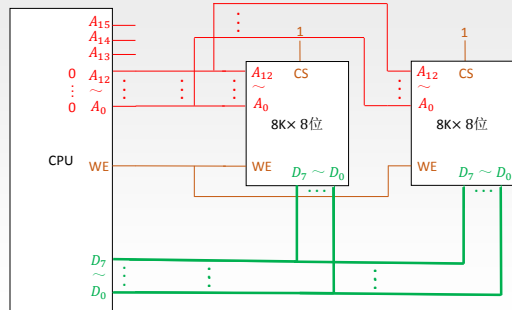 A₁₅
A₁₄
A₁₃
0 A₁₂
⋮ ~
0 A₀
CPU
WE
D₇
~
D₀
1
CS
A₁₂
~
A₀
8K× 8位
WE
D₇ ~ D₀
1
CS
A₁₂
~
A₀
8K× 8位
WE
D₇ ~ D₀